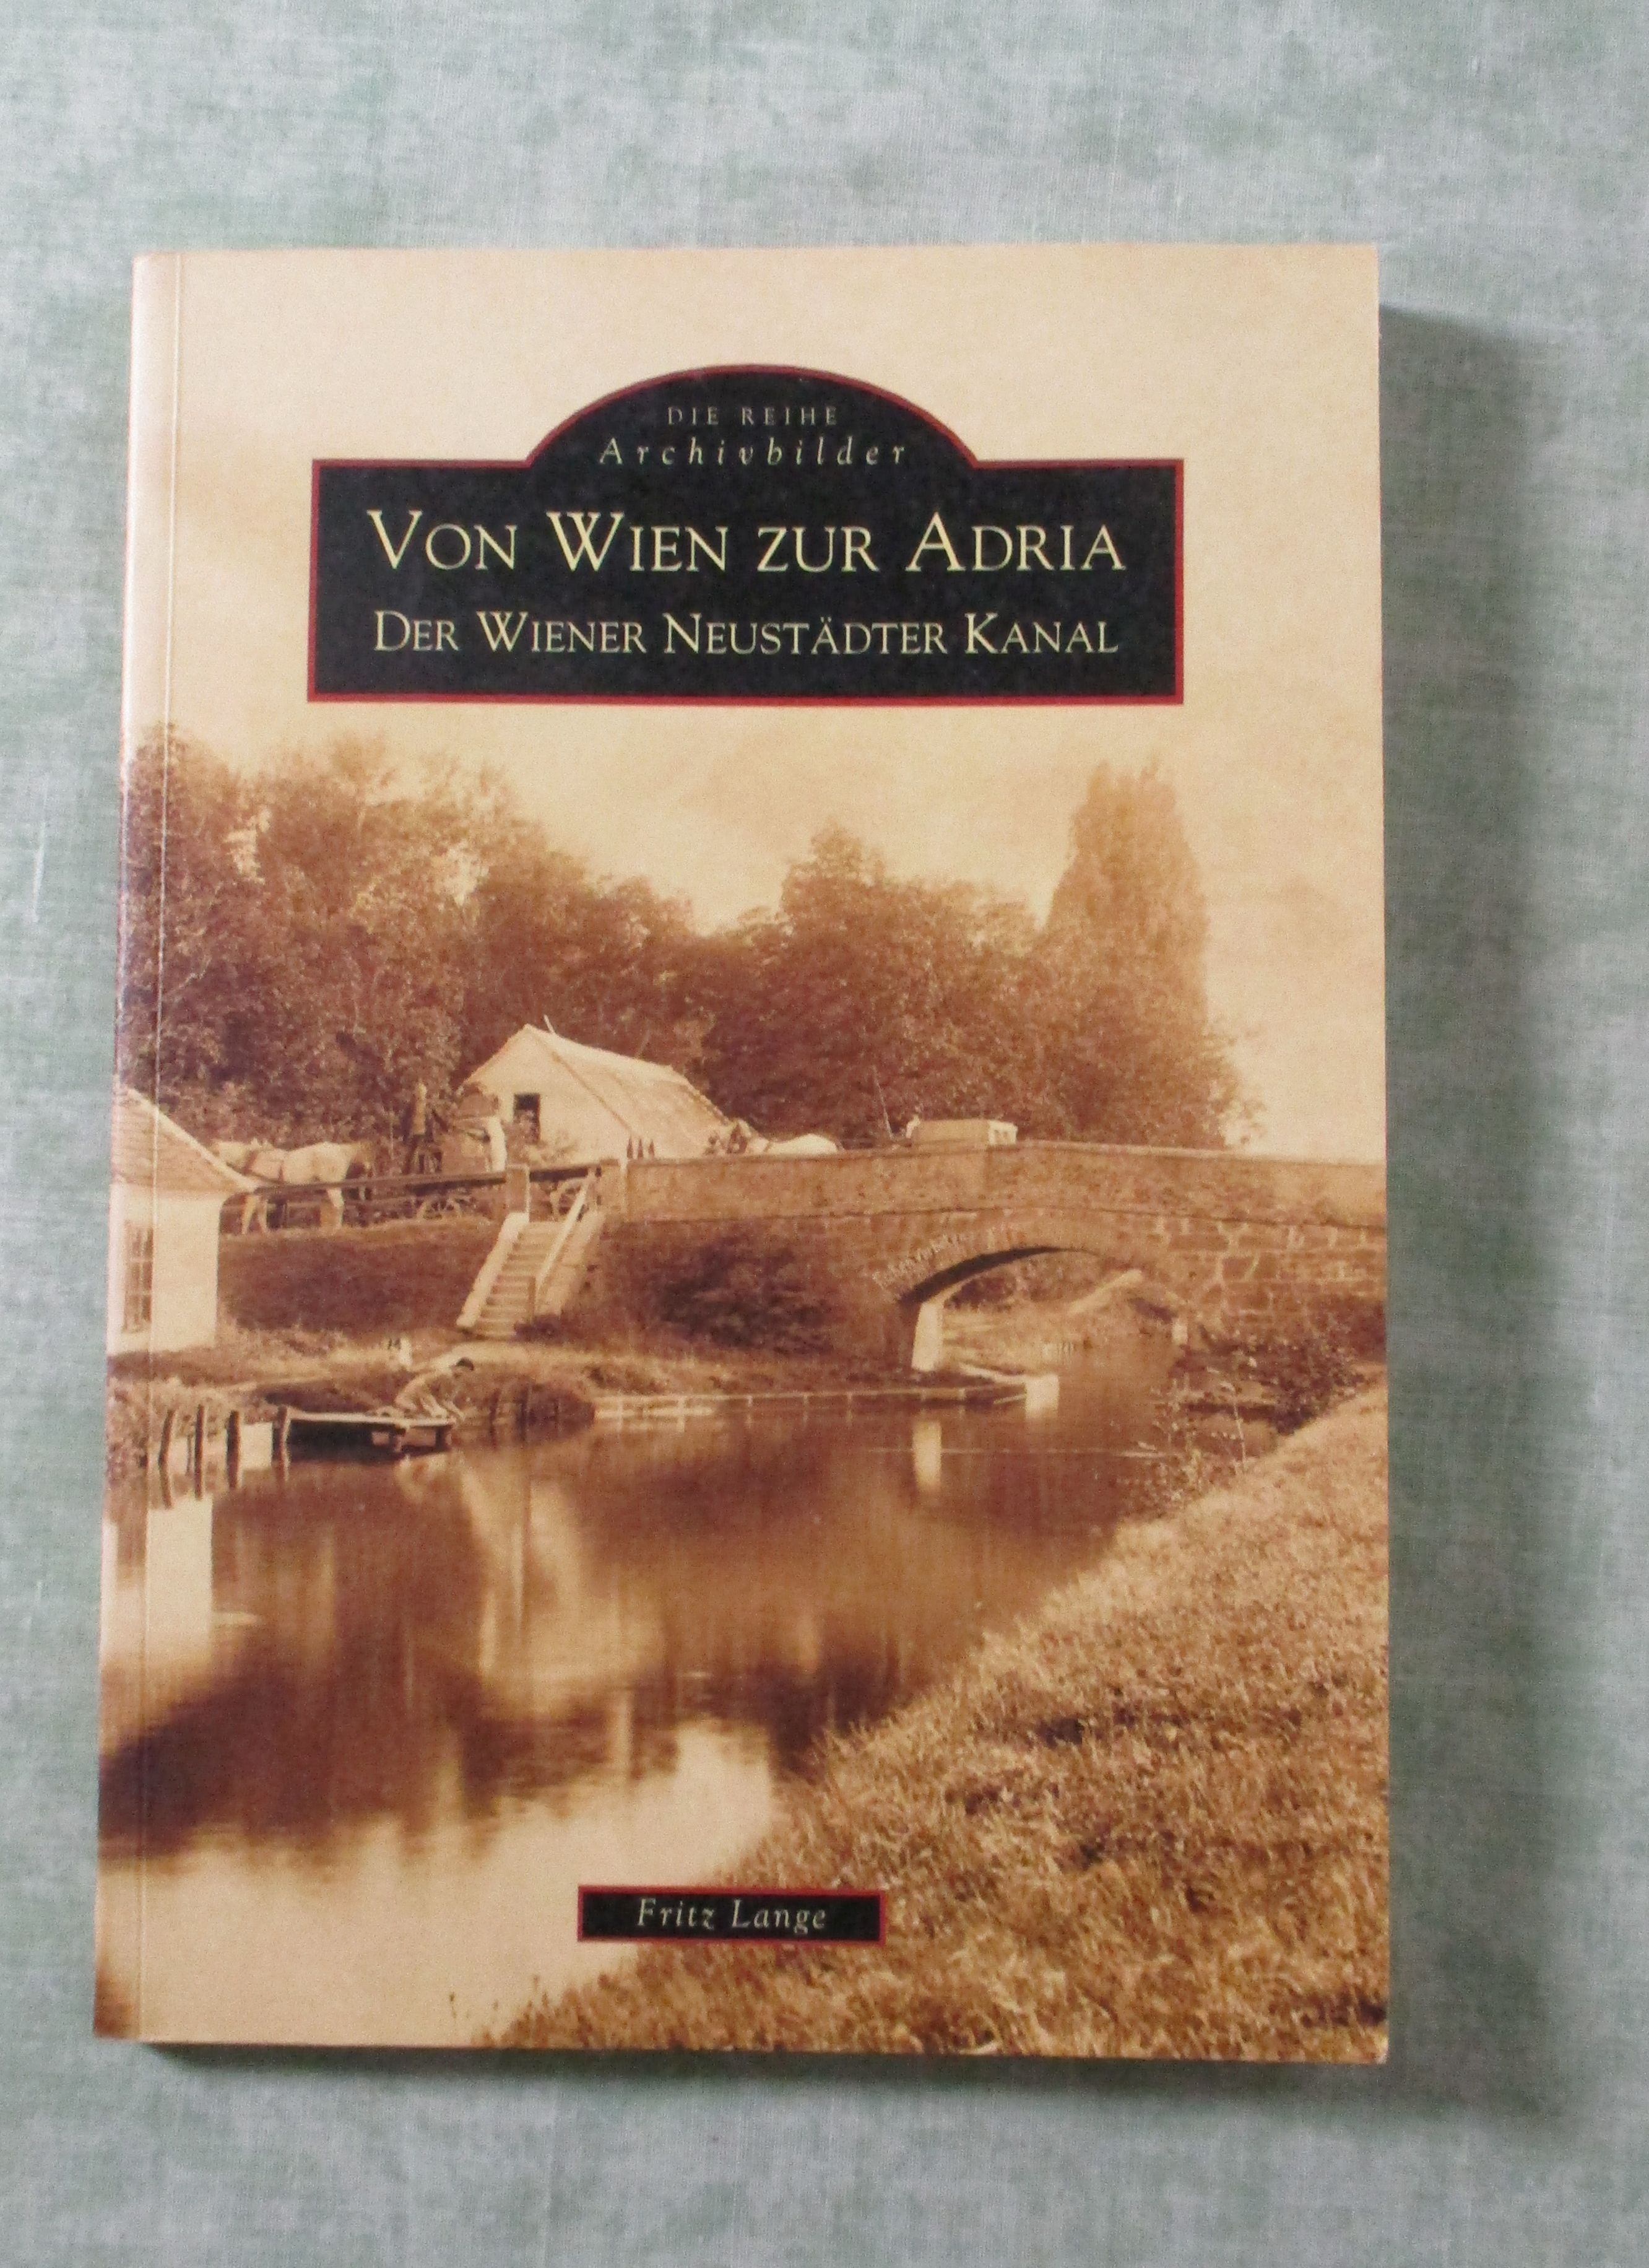 DIE REIHE
Archivbilder
VON WIEN ZUR ADRIA
DER WIENER NEUSTÄDTER KANAL
Fritz Lange